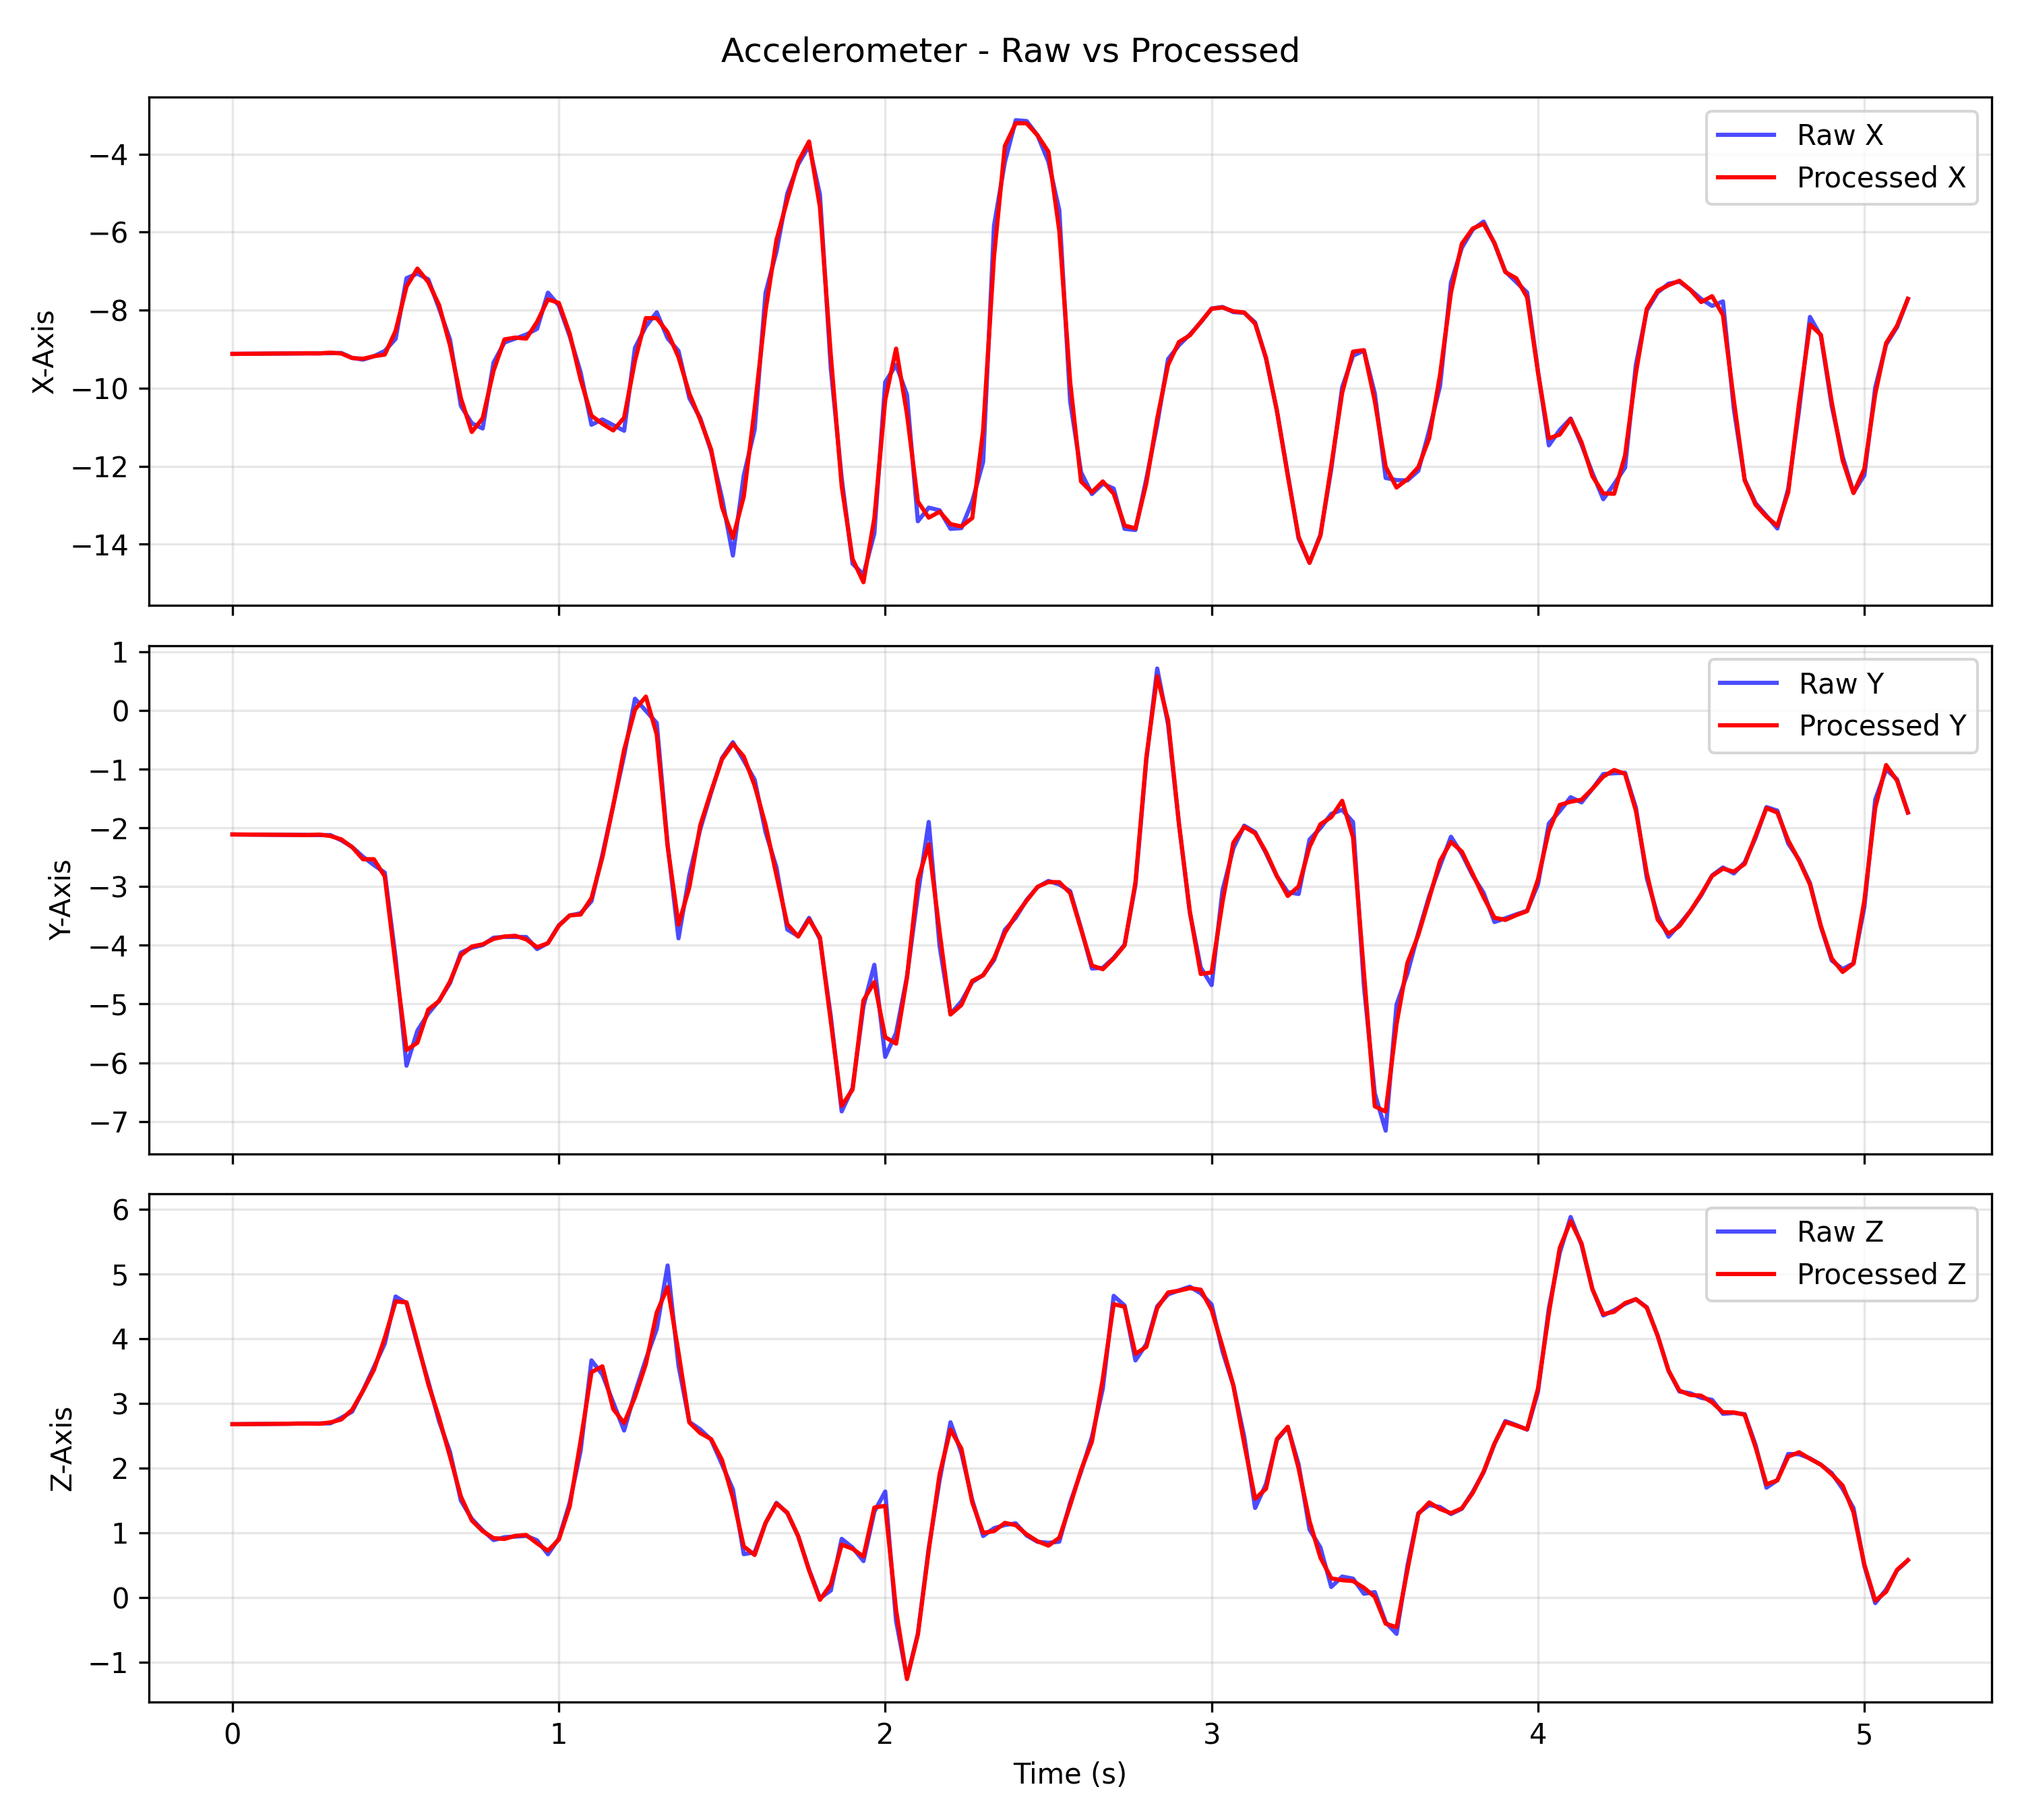 Accelerometer - Raw vs Processed
X-Axis
−4
−6
−8
−10
−12
−14
Raw X
Processed X
Y-Axis
1
0
−1
−2
−3
−4
−5
−6
−7
Raw Y
Processed Y
Z-Axis
6
5
4
3
2
1
0
−1
Raw Z
Processed Z
0 1 2 3 4 5
Time (s)